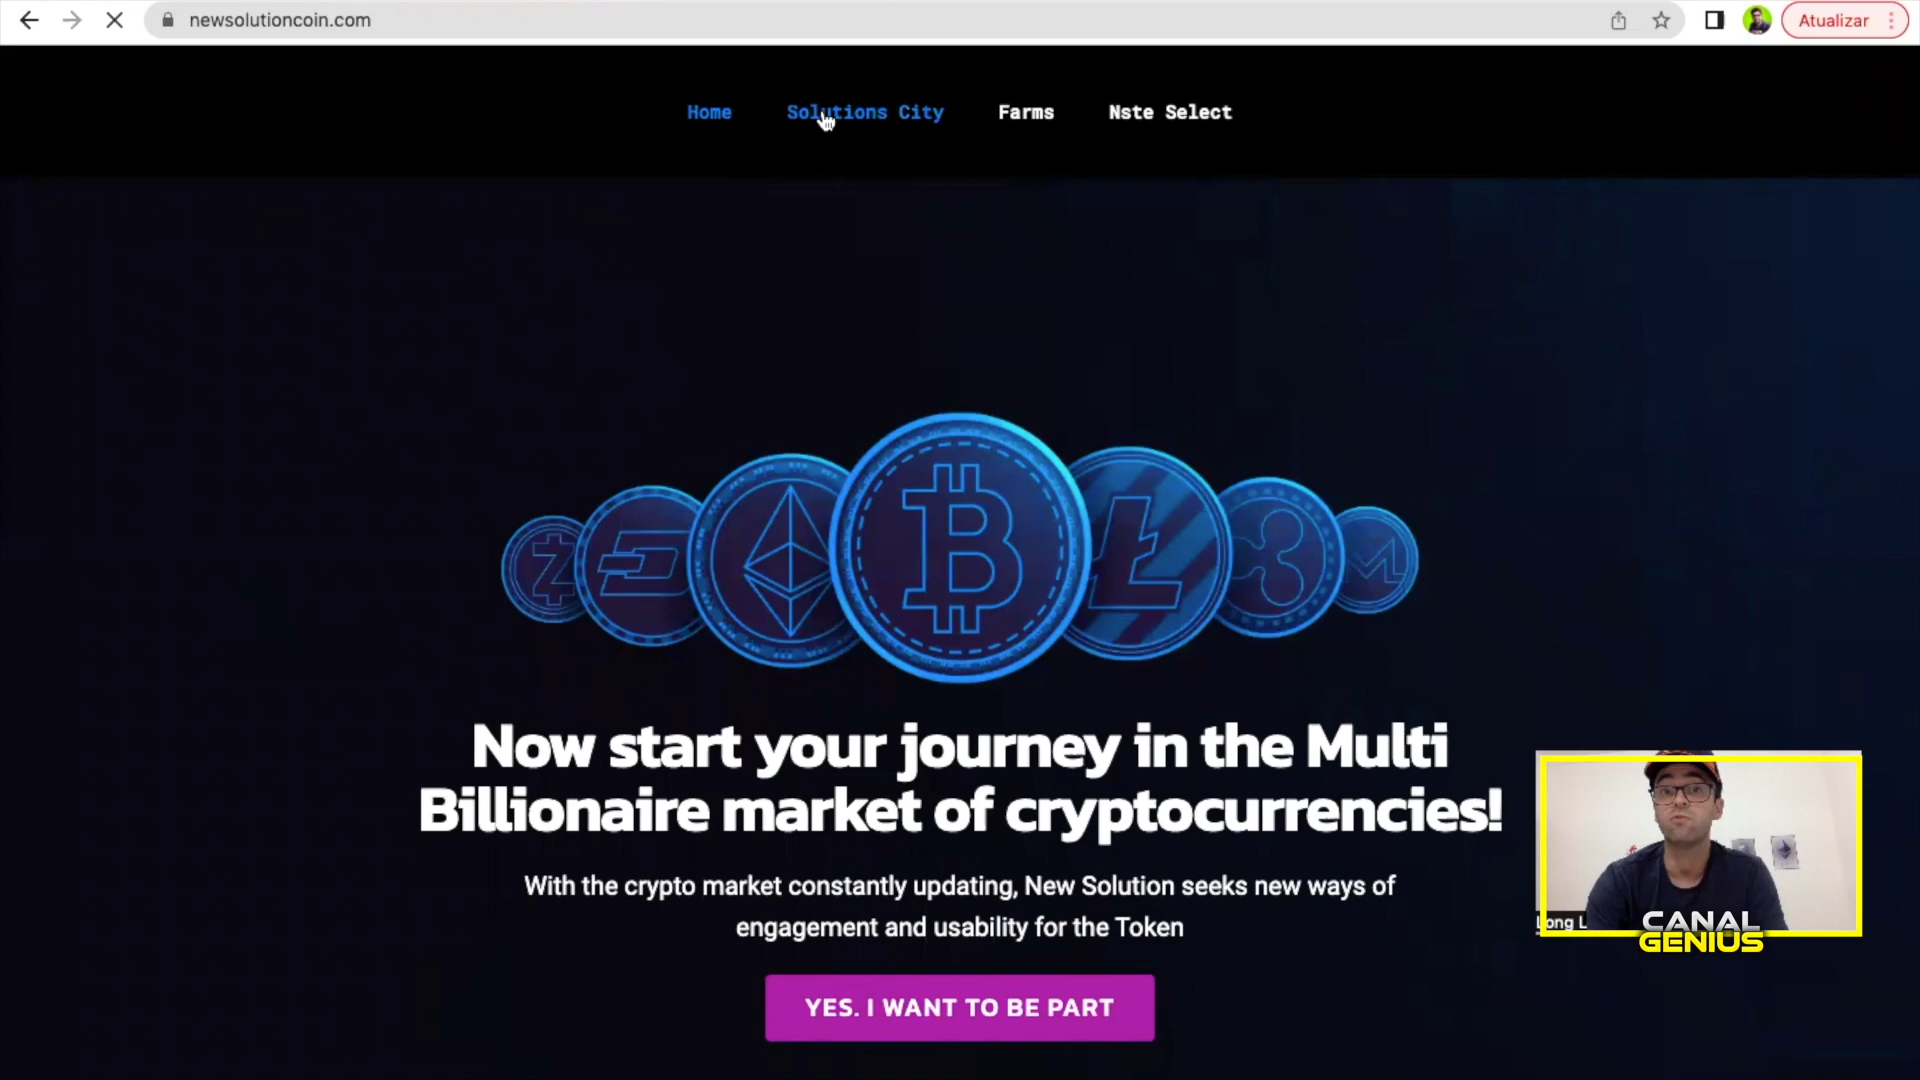 newsolutioncoin.com
Atualizar
Home
Solutions City
Farms
Nste Select
Now start your journey in the Multi
Billionaire market of cryptocurrencies!
With the crypto market constantly updating, New Solution seeks new ways of
engagement and usability for the Token
YES. I WANT TO BE PART
Long L
CANAL
GENIUS